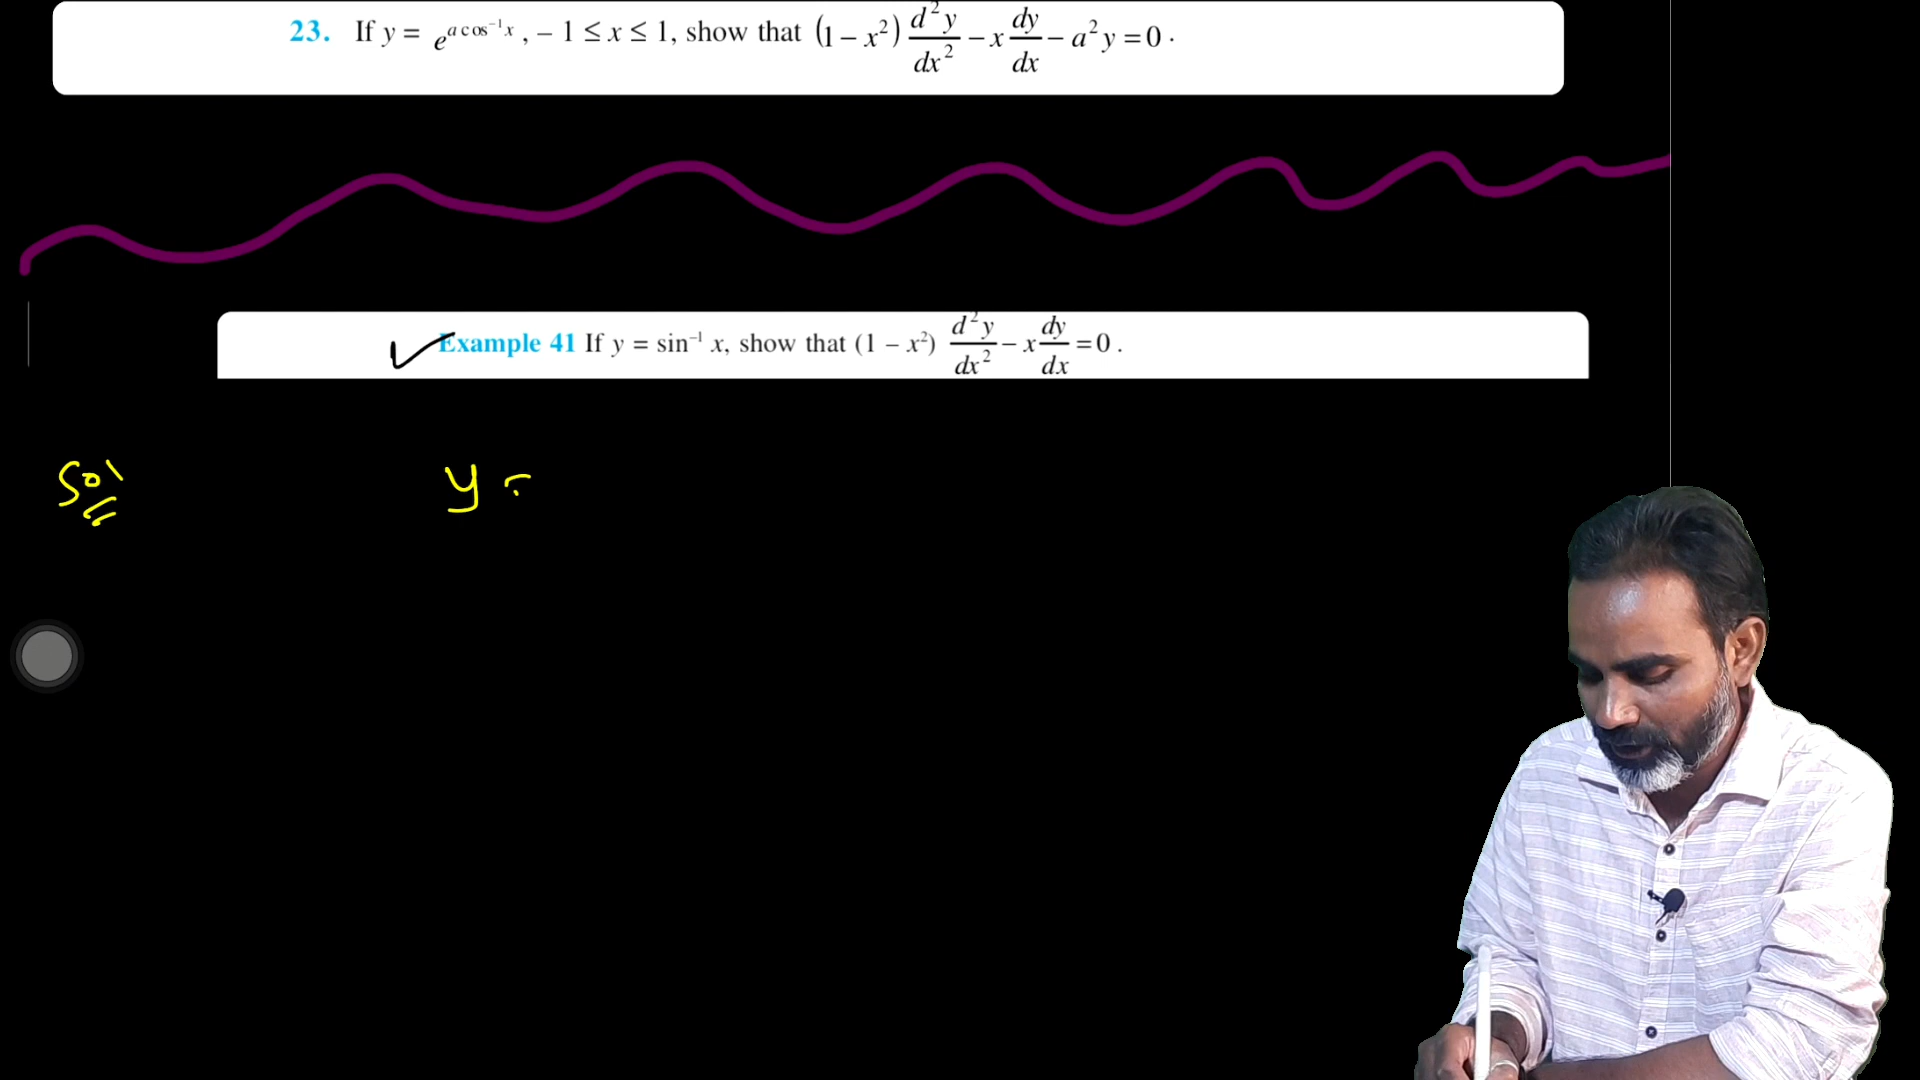 23. If y = e^{a cos⁻¹x}, – 1 ≤ x ≤ 1, show that (1 – x²) d²y/dx² – x dy/dx – a²y = 0 .
Example 41 If y = sin⁻¹ x, show that (1 – x²) d²y/dx² – x dy/dx = 0 .
Sol y =